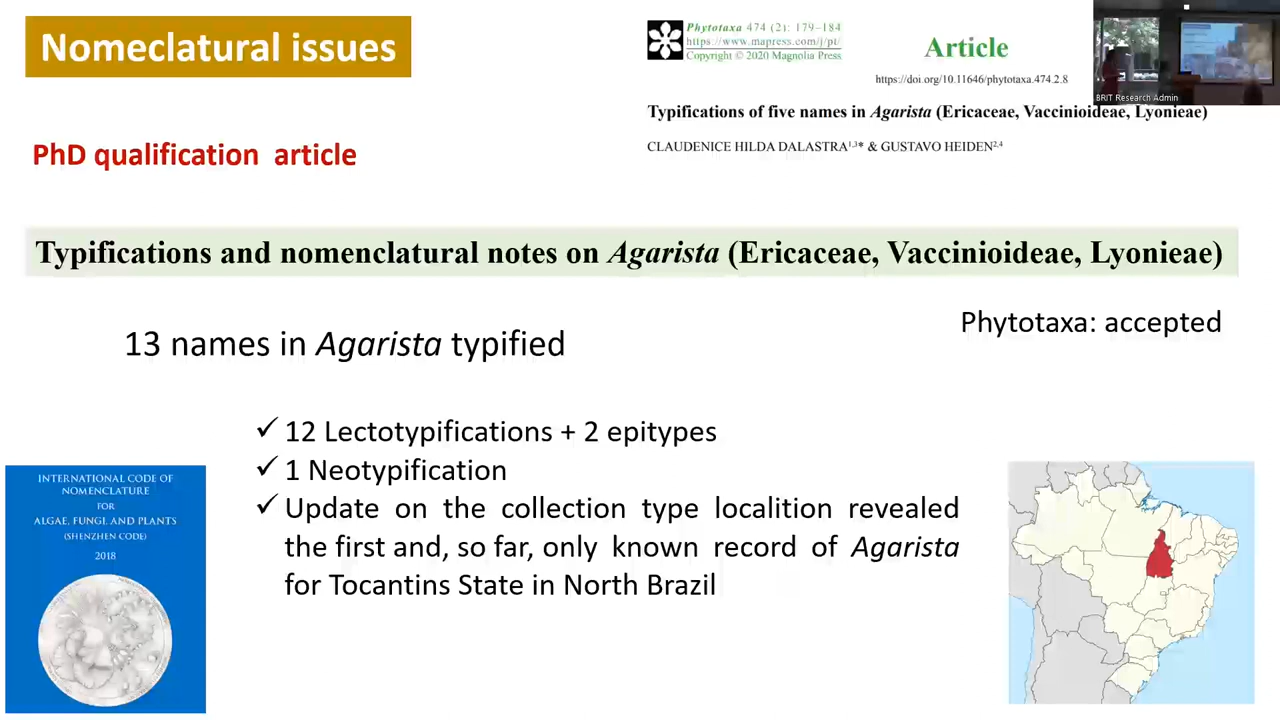 Nomeclatural issues
Phytotaxa 474 (2): 179–184
https://www.mapress.com/j/pt/
Copyright © 2020 Magnolia Press
Article
https://doi.org/10.11646/phytotaxa.474.2.8
BRIT Research Admin
Typifications of five names in Agarista (Ericaceae, Vaccinioideae, Lyonieae)
CLAUDENICE HILDA DALASTRA1,3* & GUSTAVO HEIDEN2,4
PhD qualification article
Typifications and nomenclatural notes on Agarista (Ericaceae, Vaccinioideae, Lyonieae)
Phytotaxa: accepted
13 names in Agarista typified
✓ 12 Lectotypifications + 2 epitypes
✓ 1 Neotypification
✓ Update on the collection type localition revealed
the first and, so far, only known record of Agarista
for Tocantins State in North Brazil
INTERNATIONAL CODE OF
NOMENCLATURE
FOR
ALGAE, FUNGI, AND PLANTS
(SHENZHEN CODE)
2018